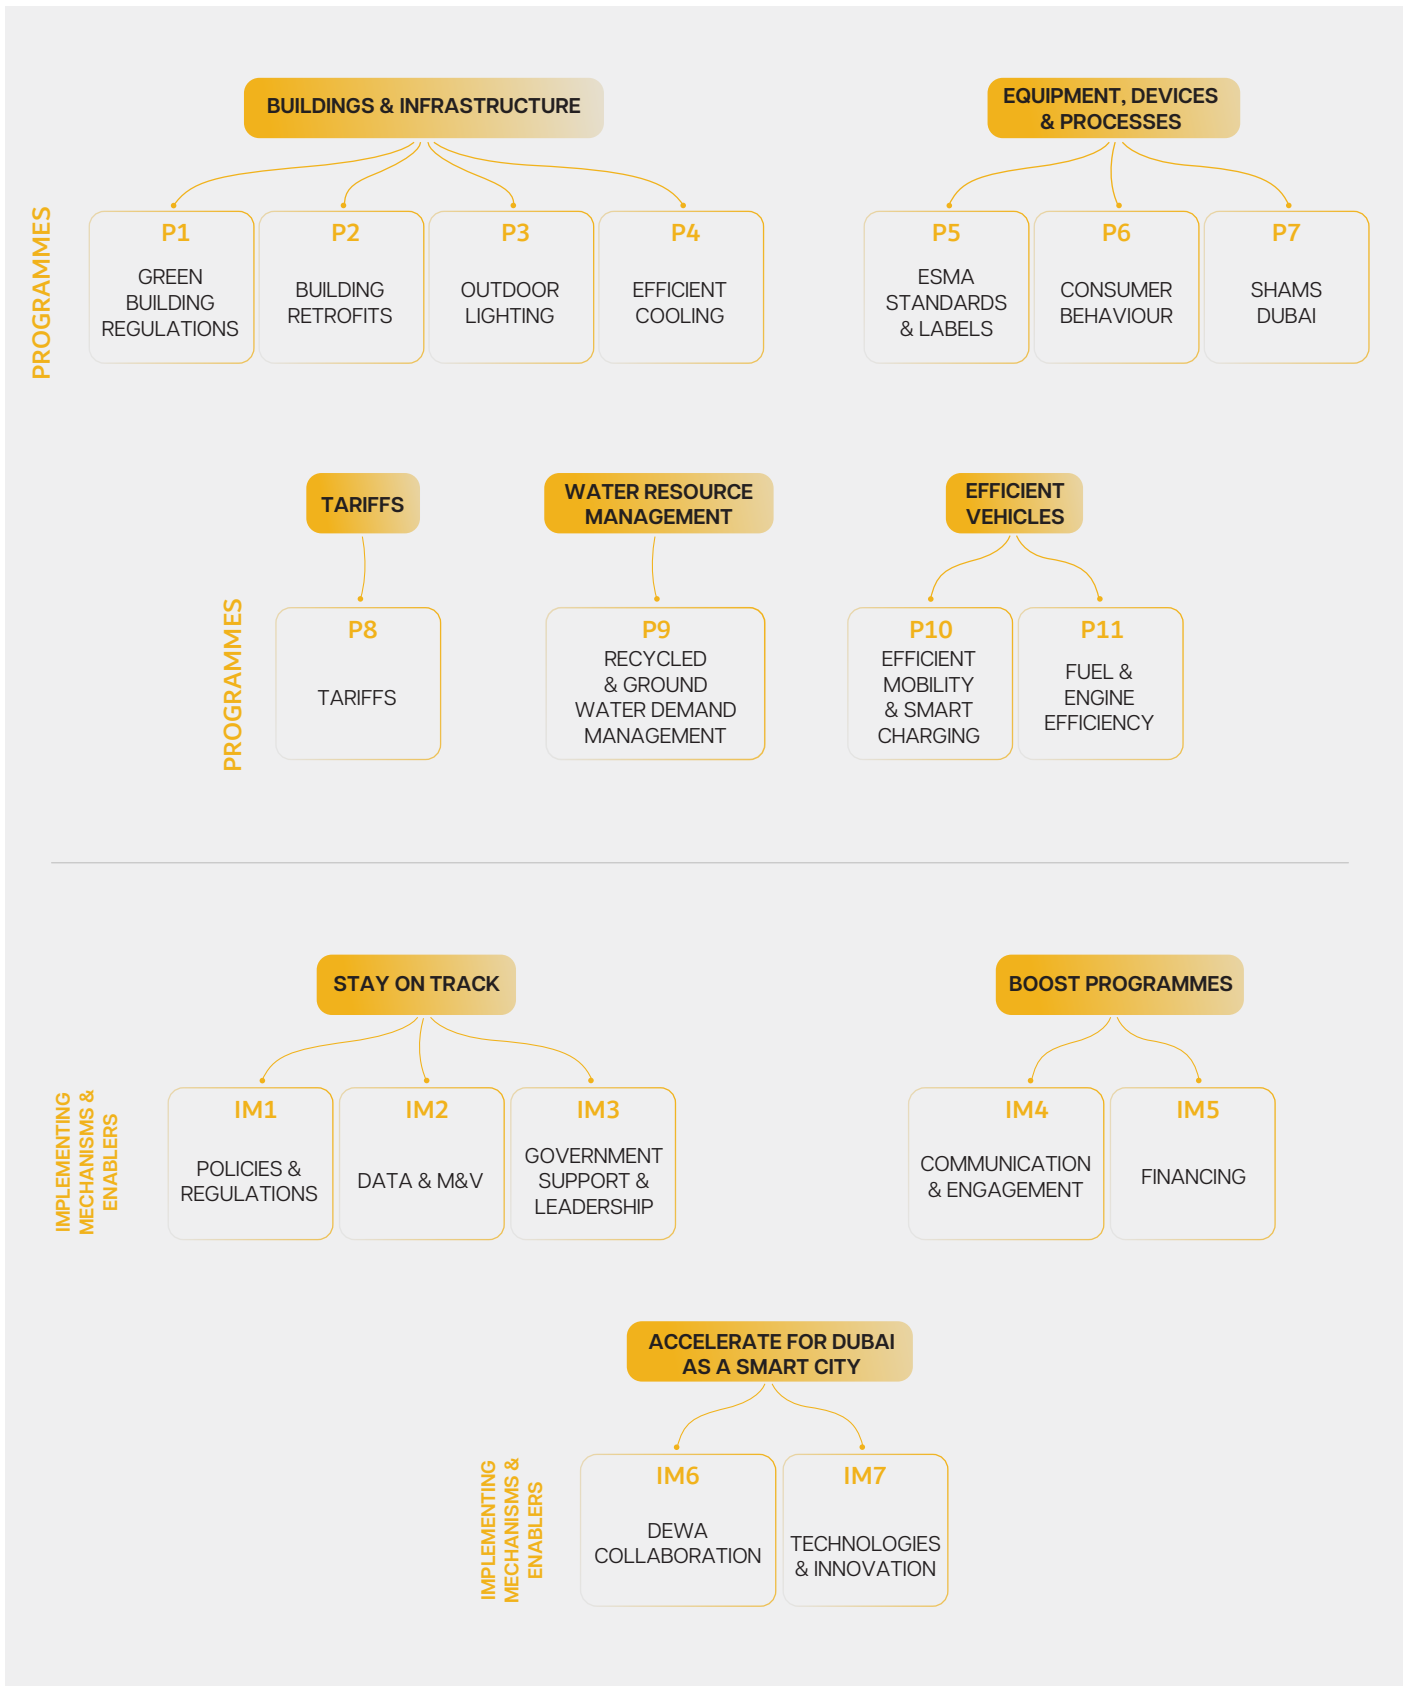 BUILDINGS & INFRASTRUCTURE
EQUIPMENT, DEVICES
& PROCESSES
PROGRAMMES
P1
GREEN
BUILDING
REGULATIONS
P2
BUILDING
RETROFITS
P3
OUTDOOR
LIGHTING
P4
EFFICIENT
COOLING
P5
ESMA
STANDARDS
& LABELS
P6
CONSUMER
BEHAVIOUR
P7
SHAMS
DUBAI
TARIFFS
WATER RESOURCE
MANAGEMENT
EFFICIENT
VEHICLES
PROGRAMMES
P8
TARIFFS
P9
RECYCLED
& GROUND
WATER DEMAND
MANAGEMENT
P10
EFFICIENT
MOBILITY
& SMART
CHARGING
P11
FUEL &
ENGINE
EFFICIENCY
STAY ON TRACK
BOOST PROGRAMMES
IMPLEMENTING
MECHANISMS &
ENABLERS
IM1
POLICIES &
REGULATIONS
IM2
DATA & M&V
IM3
GOVERNMENT
SUPPORT &
LEADERSHIP
IM4
COMMUNICATION
& ENGAGEMENT
IM5
FINANCING
ACCELERATE FOR DUBAI
AS A SMART CITY
IMPLEMENTING
MECHANISMS &
ENABLERS
IM6
DEWA
COLLABORATION
IM7
TECHNOLOGIES
& INNOVATION